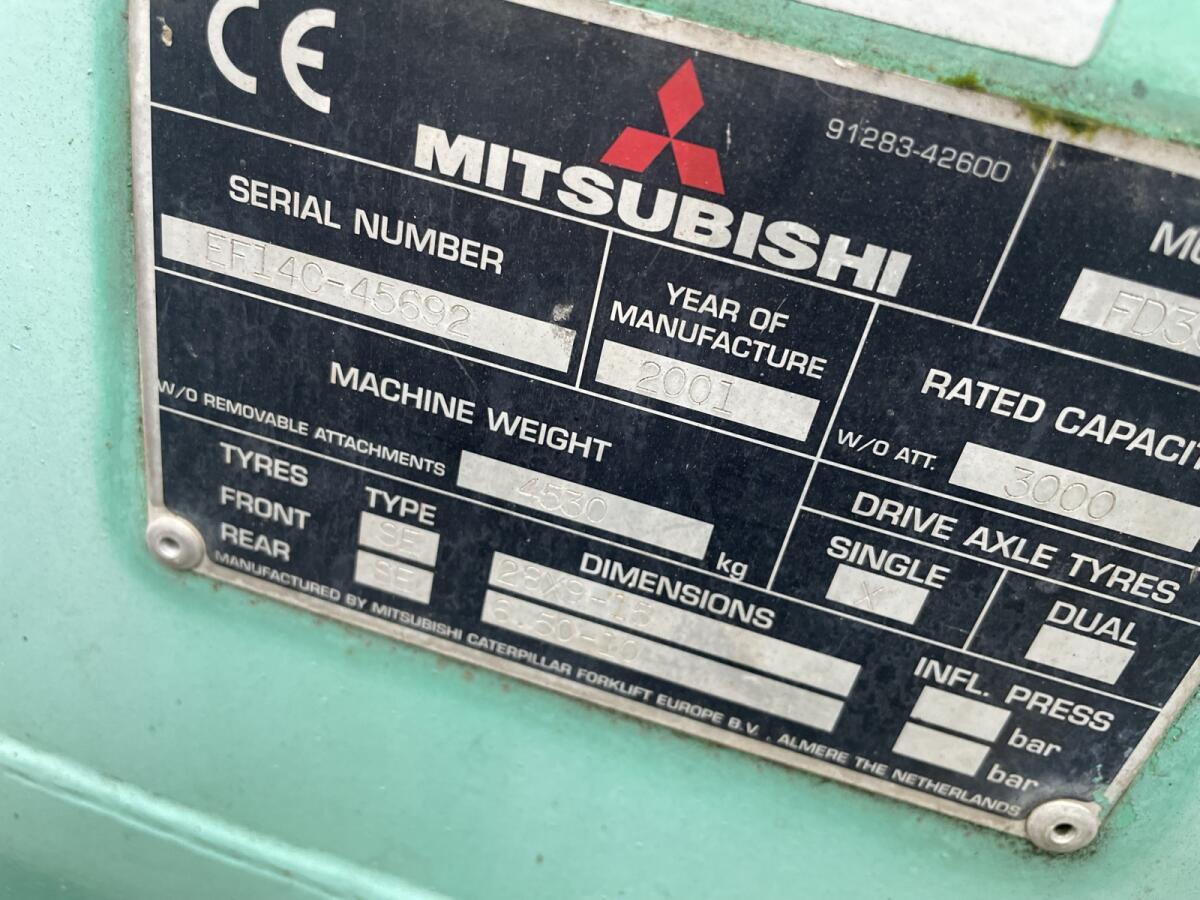 CE
MITSUBISHI
91283-42600
SERIAL NUMBER
EF14C-45692
YEAR OF
MANUFACTURE
2001
MACHINE WEIGHT
W/O REMOVABLE ATTACHMENTS
4530
kg
RATED
W/O ATT.
3000
DRIVE AXLE TYRES
SINGLE
X
DUAL
TYRES
TYPE
DIMENSIONS
INFL. PRESS
FRONT
SE
28X9-15
bar
REAR
SE
6.50-10
bar
MANUFACTURED BY MITSUBISHI CATERPILLAR FORKLIFT EUROPE B.V. . ALMERE THE NETHERLANDS